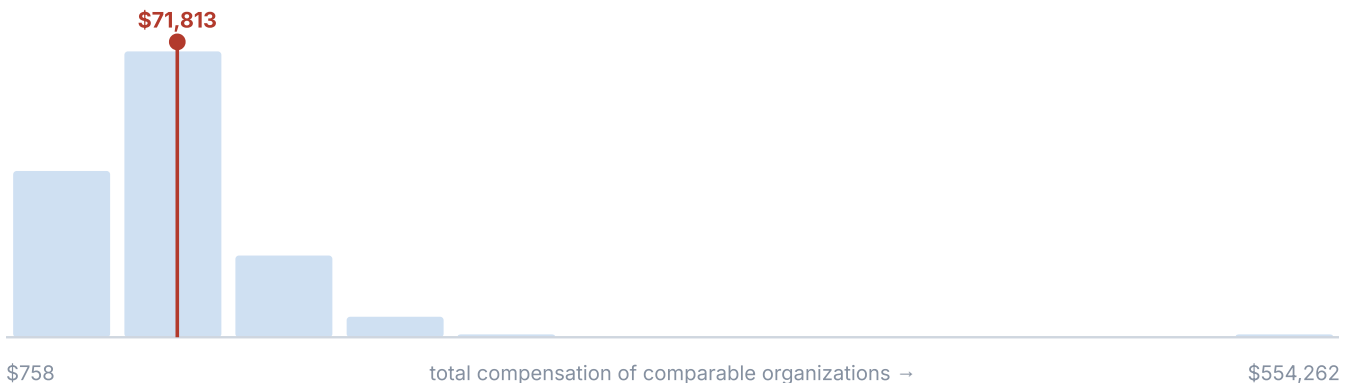 $71,813
$758 total compensation of comparable organizations → $554,262